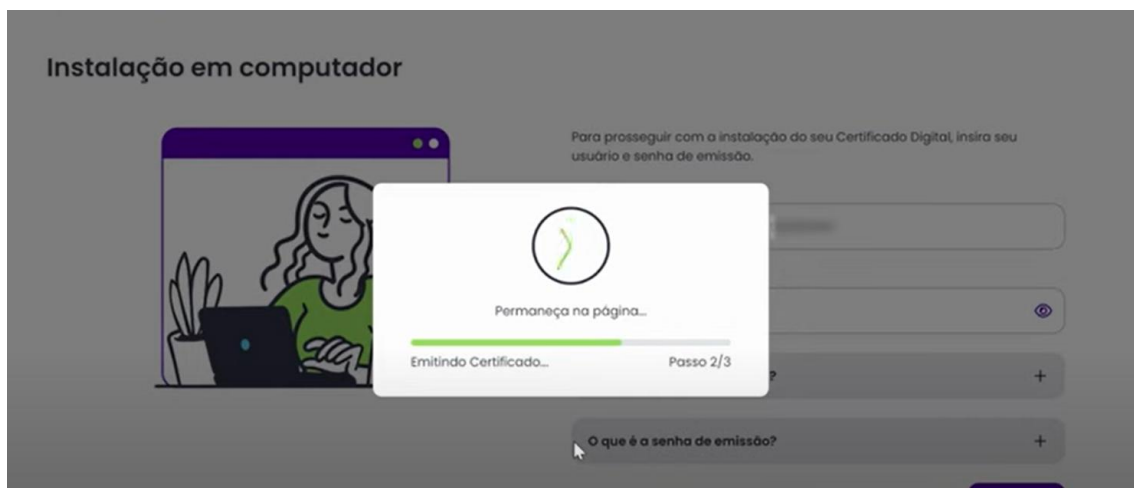 Instalação em computador
Para prosseguir com a instalação do seu Certificado Digital, insira seu
usuário e senha de emissão.
Permaneça na página...
Emitindo Certificado...
Passo 2/3
?
O que é a senha de emissão?